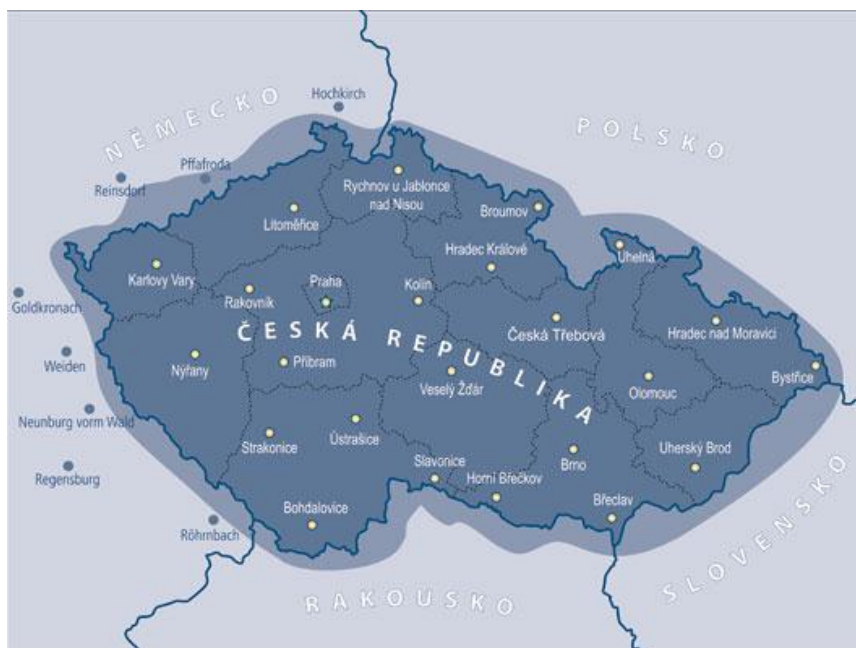 Hochkirch
NĚMECKO
POLSKO
Pffafroda
Reinsdorf
Rychnov u Jablonce
nad Nisou
Litoměřice
Broumov
Hradec Králové
Úhelná
Karlovy Vary
Praha
Kolín
Rakovník
Goldkronach
ČESKÁ REPUBLIKA
Česká Třebová
Hradec nad Moravicí
Weiden
Nýřany
Příbram
Veselý Žďár
Bystřice
Olomouc
Neunburg vorm Wald
Strakonice
Ústrašice
Slavonice
Brno
Uherský Brod
Regensburg
Horní Břečkov
Bohdalovice
Břeclav
Röhrnbach
SLOVENSKO
RAKOUSKO